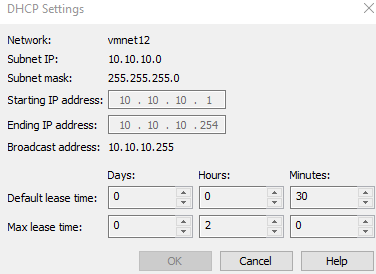 DHCP Settings
Network: vmnet12
Subnet IP: 10.10.10.0
Subnet mask: 255.255.255.0
Starting IP address: 10 . 10 . 10 . 1
Ending IP address: 10 . 10 . 10 . 254
Broadcast address: 10.10.10.255
Days: Hours: Minutes:
Default lease time: 0 0 30
Max lease time: 0 2 0
OK Cancel Help